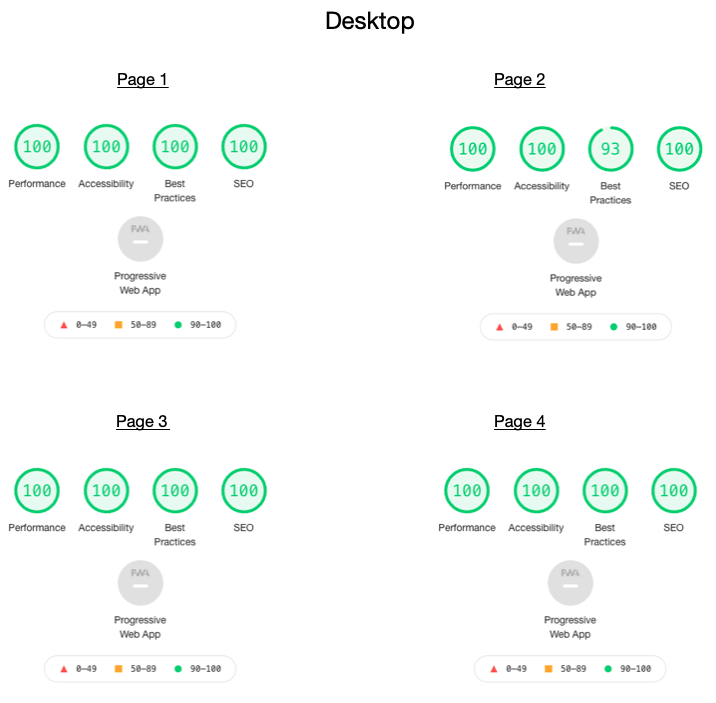 Desktop
Page 1
Page 2
100 100 100 100
Performance Accessibility Best Practices SEO
PWA
Progressive
Web App
0–49 50–89 90–100
100 100 93 100
Performance Accessibility Best Practices SEO
PWA
Progressive
Web App
0–49 50–89 90–100
Page 3
Page 4
100 100 100 100
Performance Accessibility Best Practices SEO
PWA
Progressive
Web App
0–49 50–89 90–100
100 100 100 100
Performance Accessibility Best Practices SEO
PWA
Progressive
Web App
0–49 50–89 90–100